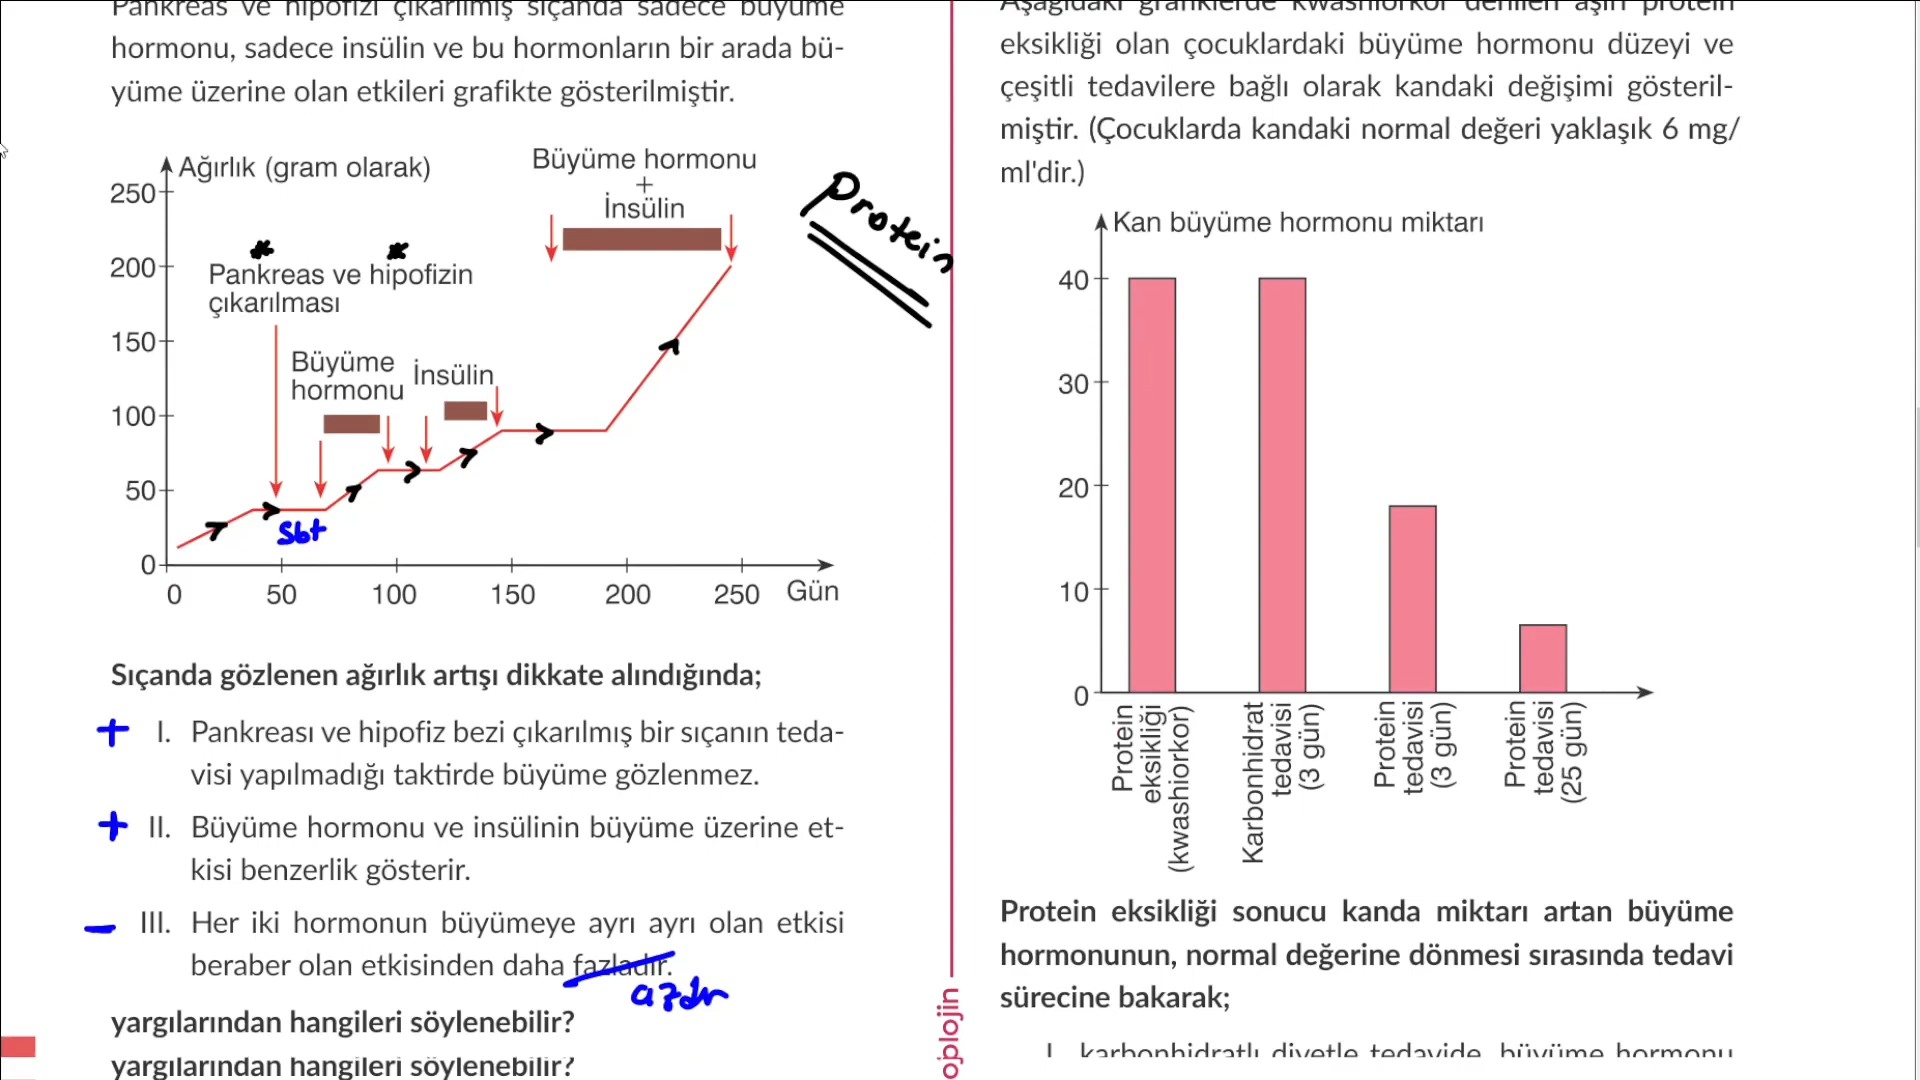 Pankreas ve hipofizi çıkarılmış sıçanda sadece büyüme
hormonu, sadece insülin ve bu hormonların bir arada bü-
yüme üzerine olan etkileri grafikte gösterilmiştir.
Ağırlık (gram olarak)
250
200
150
100
50
0
Büyüme hormonu
+
İnsülin
Protein
Pankreas ve hipofizin
çıkarılması
Büyüme
hormonu
İnsülin
Sbt
0 50 100 150 200 250 Gün
Sıçanda gözlenen ağırlık artışı dikkate alındığında;
+ I. Pankreası ve hipofiz bezi çıkarılmış bir sıçanın teda-
visi yapılmadığı taktirde büyüme gözlenmez.
+ II. Büyüme hormonu ve insülinin büyüme üzerine et-
kisi benzerlik gösterir.
– III. Her iki hormonun büyümeye ayrı ayrı olan etkisi
beraber olan etkisinden daha fazladır.
azdır
yargılarından hangileri söylenebilir?
yargılarından hangileri söylenebilir?
oplojin
Aşağıdaki grafiklerde kwashiorkor denilen aşırı protein
eksikliği olan çocuklardaki büyüme hormonu düzeyi ve
çeşitli tedavilere bağlı olarak kandaki değişimi gösteril-
miştir. (Çocuklarda kandaki normal değeri yaklaşık 6 mg/
ml'dir.)
Kan büyüme hormonu miktarı
40
30
20
10
0
Protein
eksikliği
(kwashiorkor)
Karbonhidrat
tedavisi
(3 gün)
Protein
tedavisi
(3 gün)
Protein
tedavisi
(25 gün)
Protein eksikliği sonucu kanda miktarı artan büyüme
hormonunun, normal değerine dönmesi sırasında tedavi
sürecine bakarak;
I. karbonhidratlı diyetle tedavide, büyüme hormonu